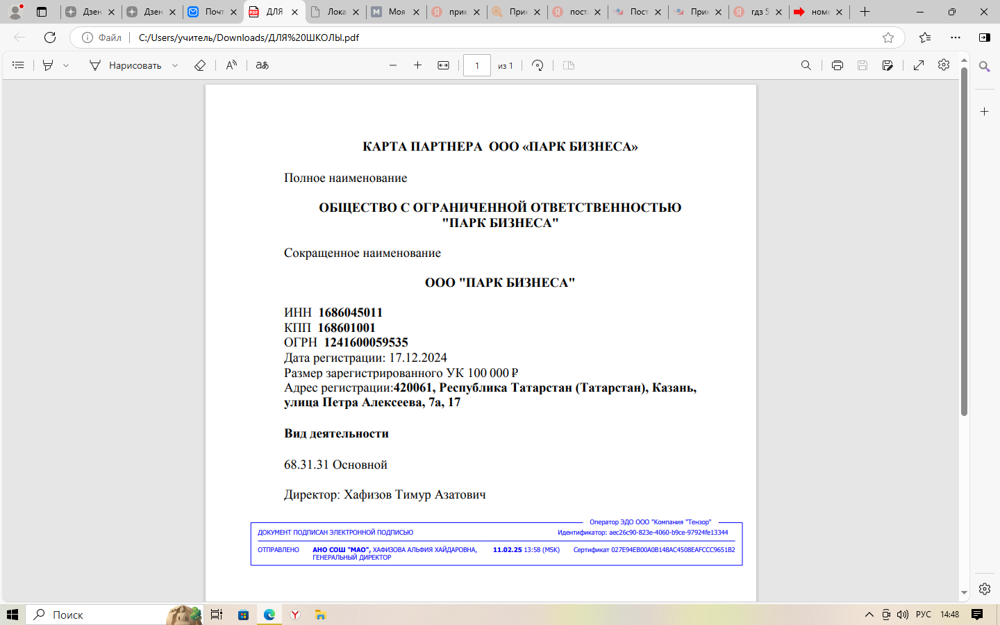 Дзен
Дзен
Почт
ДЛЯ
Лока
Моя
прик
Прик
пост
Пост
Прик
гдз 5
номе
Файл
C:/Users/учитель/Downloads/ДЛЯ%20ШКОЛЫ.pdf
Нарисовать
1
из 1
КАРТА ПАРТНЕРА ООО «ПАРК БИЗНЕСА»
Полное наименование
ОБЩЕСТВО С ОГРАНИЧЕННОЙ ОТВЕТСТВЕННОСТЬЮ
"ПАРК БИЗНЕСА"
Сокращенное наименование
ООО "ПАРК БИЗНЕСА"
ИНН 1686045011
КПП 168601001
ОГРН 1241600059535
Дата регистрации: 17.12.2024
Размер зарегистрированного УК 100 000 ₽
Адрес регистрации:420061, Республика Татарстан (Татарстан), Казань,
улица Петра Алексеева, 7а, 17
Вид деятельности
68.31.31 Основной
Директор: Хафизов Тимур Азатович
Оператор ЭДО ООО "Компания "Тензор"
ДОКУМЕНТ ПОДПИСАН ЭЛЕКТРОННОЙ ПОДПИСЬЮ Идентификатор: aec26c90-823e-4060-b9ce-97924fe13344
ОТПРАВЛЕНО АНО СОШ "МАО", ХАФИЗОВА АЛЬФИЯ ХАЙДАРОВНА, 11.02.25 13:58 (MSK) Сертификат 027E94EB00A0B148AC4508EAFCCC9651B2
ГЕНЕРАЛЬНЫЙ ДИРЕКТОР
Поиск
РУС
14:48